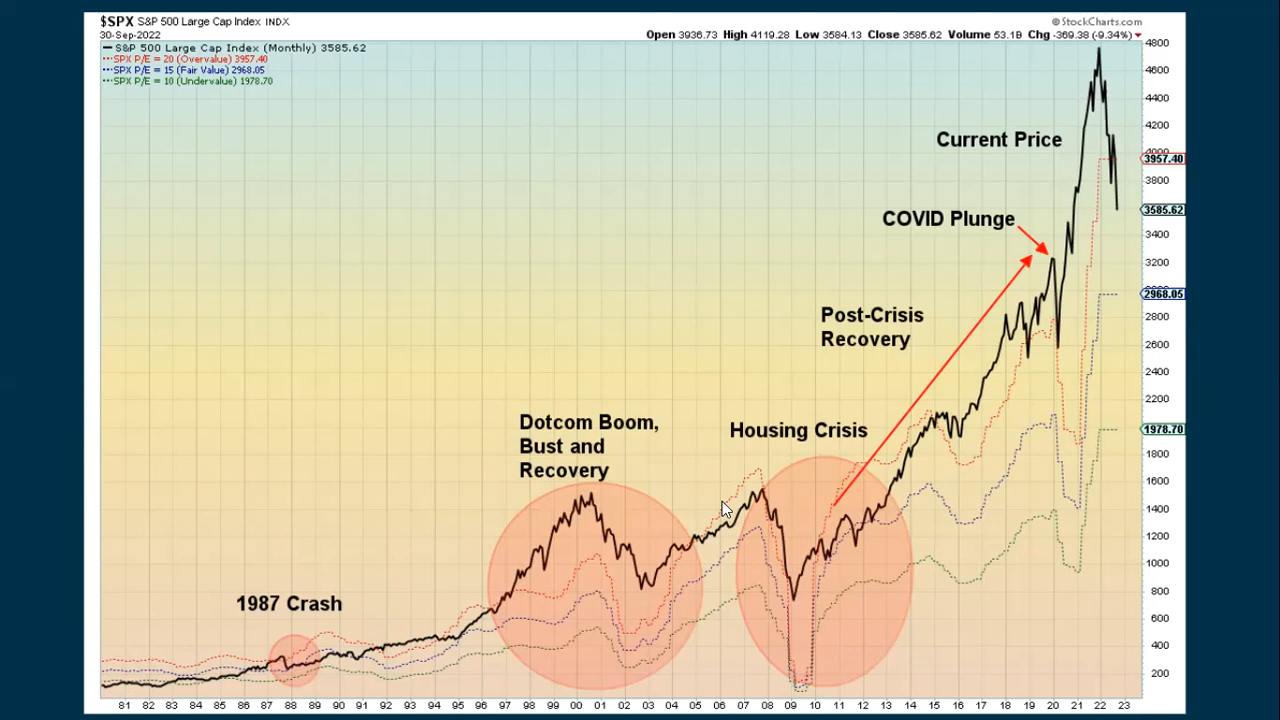 $SPX S&P 500 Large Cap Index INDX
© StockCharts.com
30-Sep-2022
Open 3936.73 High 4119.28 Low 3584.13 Close 3585.62 Volume 53.1B Chg -369.38 (-9.34%)
S&P 500 Large Cap Index (Monthly) 3585.62
SPX P/E = 20 (Overvalue) 3957.40
SPX P/E = 15 (Fair Value) 2968.05
SPX P/E = 10 (Undervalue) 1978.70
4800
4600
4400
4200
Current Price
4000
3957.40
3800
3585.62
COVID Plunge
3400
3200
2968.05
Post-Crisis
Recovery
2800
2600
2400
2200
Dotcom Boom,
Bust and
Recovery
Housing Crisis
1978.70
1800
1600
1400
1200
1000
800
1987 Crash
600
400
200
81 82 83 84 85 86 87 88 89 90 91 92 93 94 95 96 97 98 99 00 01 02 03 04 05 06 07 08 09 10 11 12 13 14 15 16 17 18 19 20 21 22 23